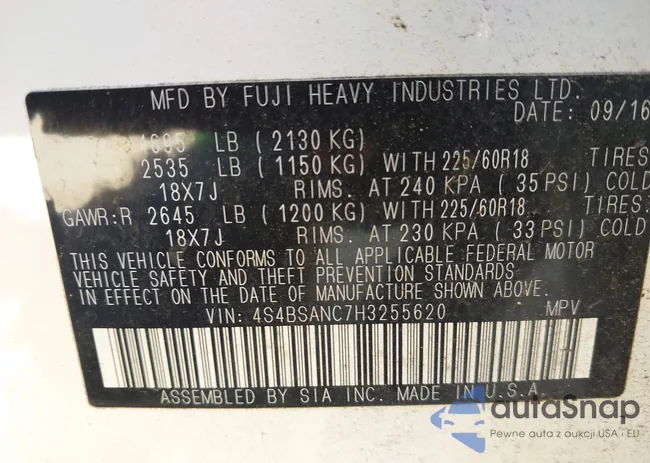 MFD BY FUJI HEAVY INDUSTRIES LTD.
DATE: 09/16
4695 LB (2130 KG)
2535 LB (1150 KG) WITH 225/60R18 TIRES
18X7J RIMS. AT 240 KPA (35 PSI) COLD
GAWR:R 2645 LB (1200 KG) WITH 225/60R18 TIRES:
18X7J RIMS. AT 230 KPA (33 PSI) COLD
THIS VEHICLE CONFORMS TO ALL APPLICABLE FEDERAL MOTOR
VEHICLE SAFETY AND THEFT PREVENTION STANDARDS
IN EFFECT ON THE DATE OF MANUFACTURE SHOWN ABOVE.
VIN: 4S4BSANC7H3255620 MPV
ASSEMBLED BY SIA INC. MADE IN U.S.A.
autaSnap
Pewne auta z aukcji USA i EU